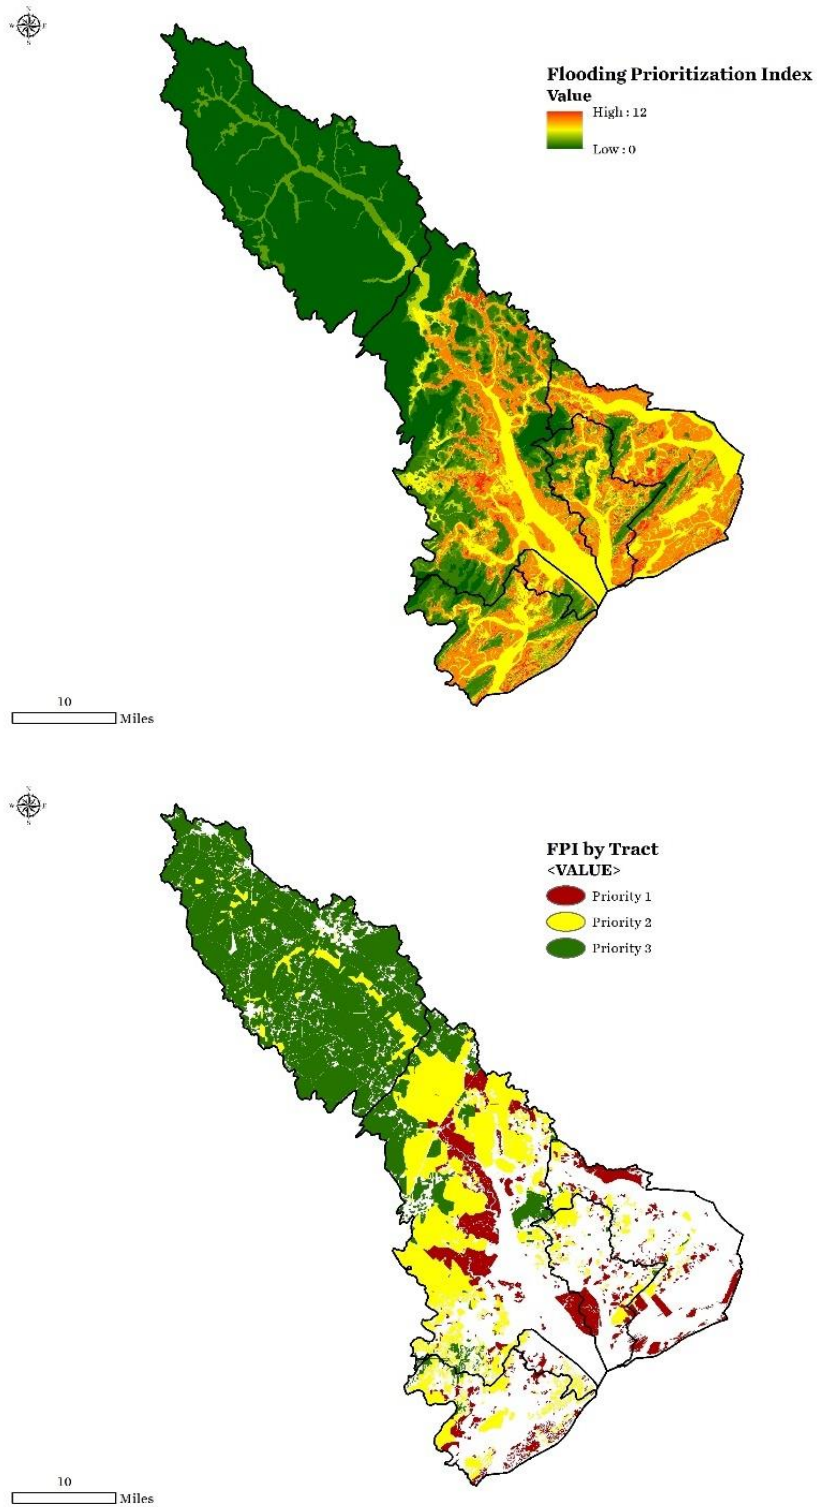 N
W E
S
Flooding Prioritization Index
Value
High : 12
Low : 0
10
Miles
N
W E
S
FPI by Tract
<VALUE>
Priority 1
Priority 2
Priority 3
10
Miles